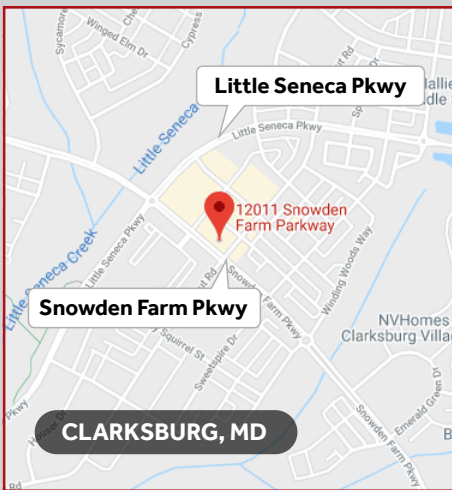 Sycamore
Winged Elm Dr
Cypress
Little Seneca Pkwy
Little Seneca
Little Seneca Pkwy
12011 Snowden
Farm Parkway
Little Seneca Creek
Little Seneca Pkwy
Winding Woods Way
Snowden Farm Pkwy
Snowden Farm Pkwy
Squirrel St
Sweetspire Dr
NVHomes
Clarksburg Villa
Emerald Green Dr
Pkwy
CLARKSBURG, MD
Snowden Farm Pkwy
Rd